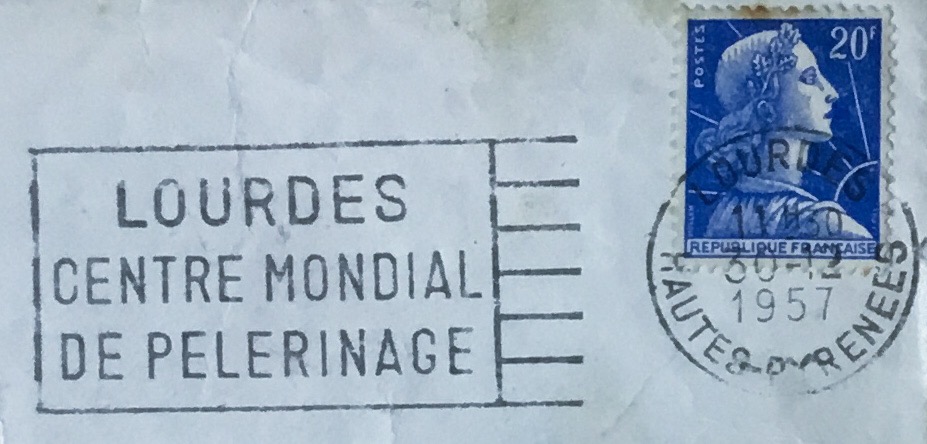 LOURDES
CENTRE MONDIAL
DE PELERINAGE
POSTES
20F
REPUBLIQUE FRANÇAISE
LOURDES
11H30
30-12
1957
HAUTES-PYRENEES